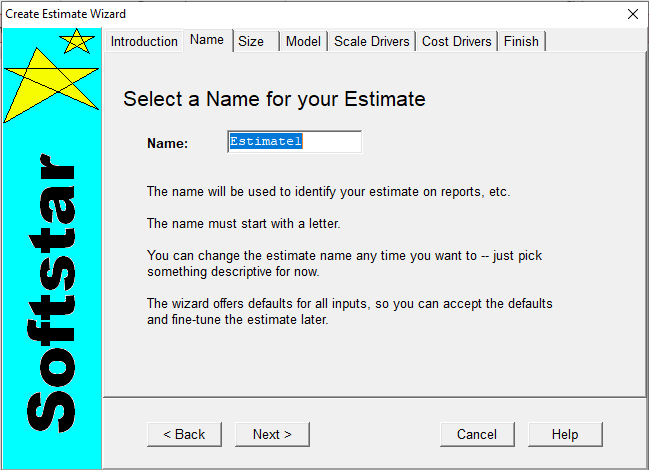 Create Estimate Wizard
Introduction Name Size Model Scale Drivers Cost Drivers Finish
Softstar
Select a Name for your Estimate
Name: Estimate1
The name will be used to identify your estimate on reports, etc.
The name must start with a letter.
You can change the estimate name any time you want to -- just pick
something descriptive for now.
The wizard offers defaults for all inputs, so you can accept the defaults
and fine-tune the estimate later.
< Back Next > Cancel Help